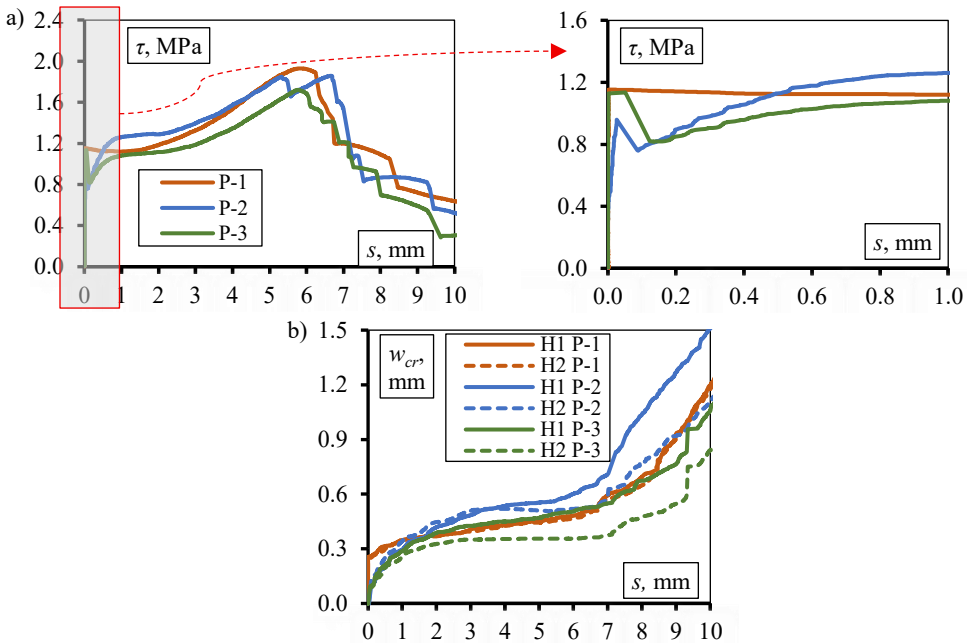 a)
2.4
2.0
1.6
1.2
0.8
0.4
0.0
τ, MPa
P-1
P-2
P-3
s, mm
0 1 2 3 4 5 6 7 8 9 10
1.6
1.2
0.8
0.4
0.0
τ, MPa
s, mm
0.0 0.2 0.4 0.6 0.8 1.0
b)
1.5
1.2
0.9
0.6
0.3
0.0
w_cr,
mm
H1 P-1
H2 P-1
H1 P-2
H2 P-2
H1 P-3
H2 P-3
s, mm
0 1 2 3 4 5 6 7 8 9 10